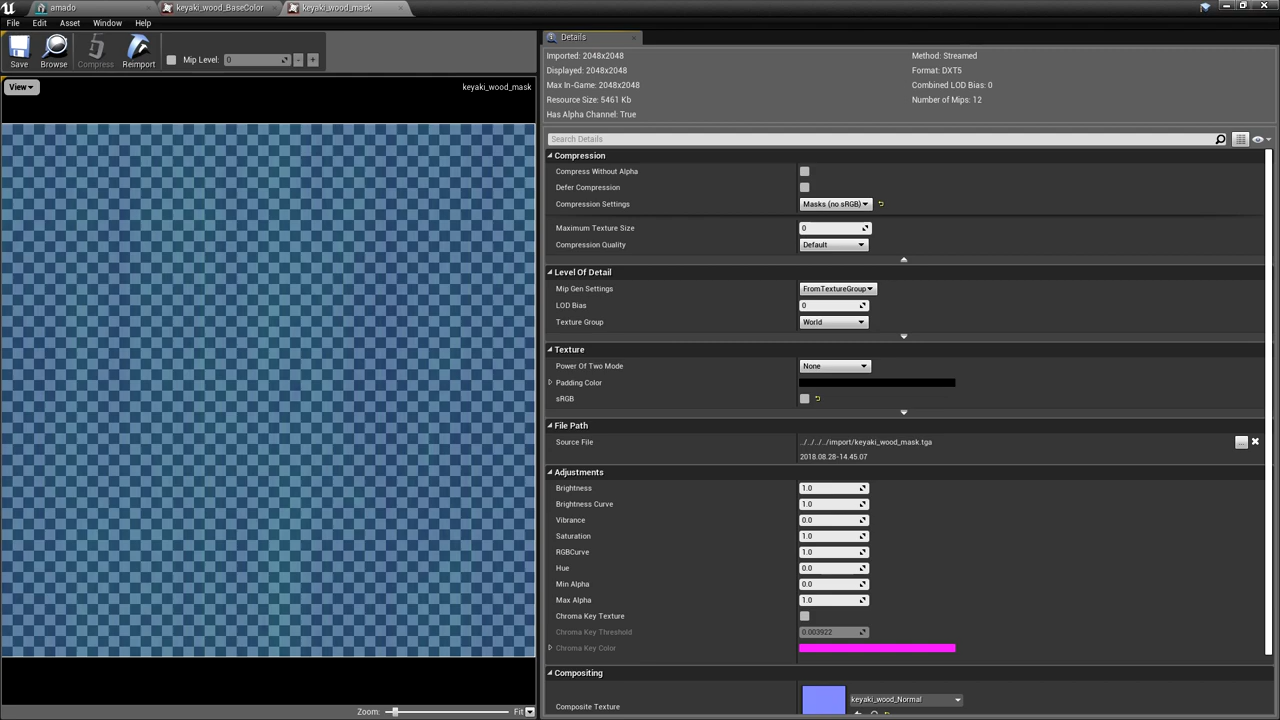 amado
keyaki_wood_BaseColor
keyaki_wood_mask
File Edit Asset Window Help
Save Browse Compress Reimport
Mip Level: 0 - +
View
keyaki_wood_mask
Zoom: Fit
Details
Imported: 2048x2048
Method: Streamed
Displayed: 2048x2048
Format: DXT5
Max In-Game: 2048x2048
Combined LOD Bias: 0
Resource Size: 5461 Kb
Number of Mips: 12
Has Alpha Channel: True
Search Details
Compression
Compress Without Alpha
Defer Compression
Compression Settings Masks (no sRGB)
Maximum Texture Size 0
Compression Quality Default
Level Of Detail
Mip Gen Settings FromTextureGroup
LOD Bias 0
Texture Group World
Texture
Power Of Two Mode None
Padding Color
sRGB
File Path
Source File ../../../../import/keyaki_wood_mask.tga ...
2018.08.28-14.45.07
Adjustments
Brightness 1.0
Brightness Curve 1.0
Vibrance 0.0
Saturation 1.0
RGBCurve 1.0
Hue 0.0
Min Alpha 0.0
Max Alpha 1.0
Chroma Key Texture
Chroma Key Threshold 0.003922
Chroma Key Color
Compositing
Composite Texture keyaki_wood_Normal